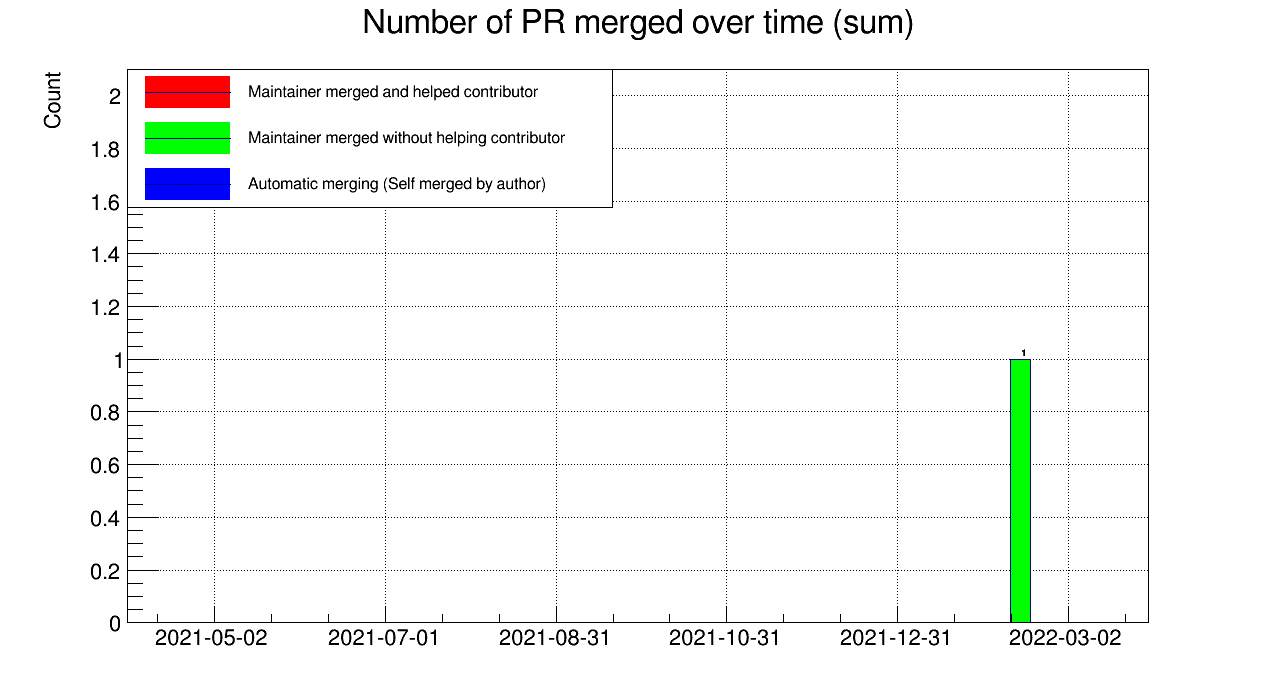 Number of PR merged over time (sum)
Count
Maintainer merged and helped contributor
Maintainer merged without helping contributor
Automatic merging (Self merged by author)
2
1.8
1.6
1.4
1.2
1
0.8
0.6
0.4
0.2
0
1
2021-05-02 2021-07-01 2021-08-31 2021-10-31 2021-12-31 2022-03-02